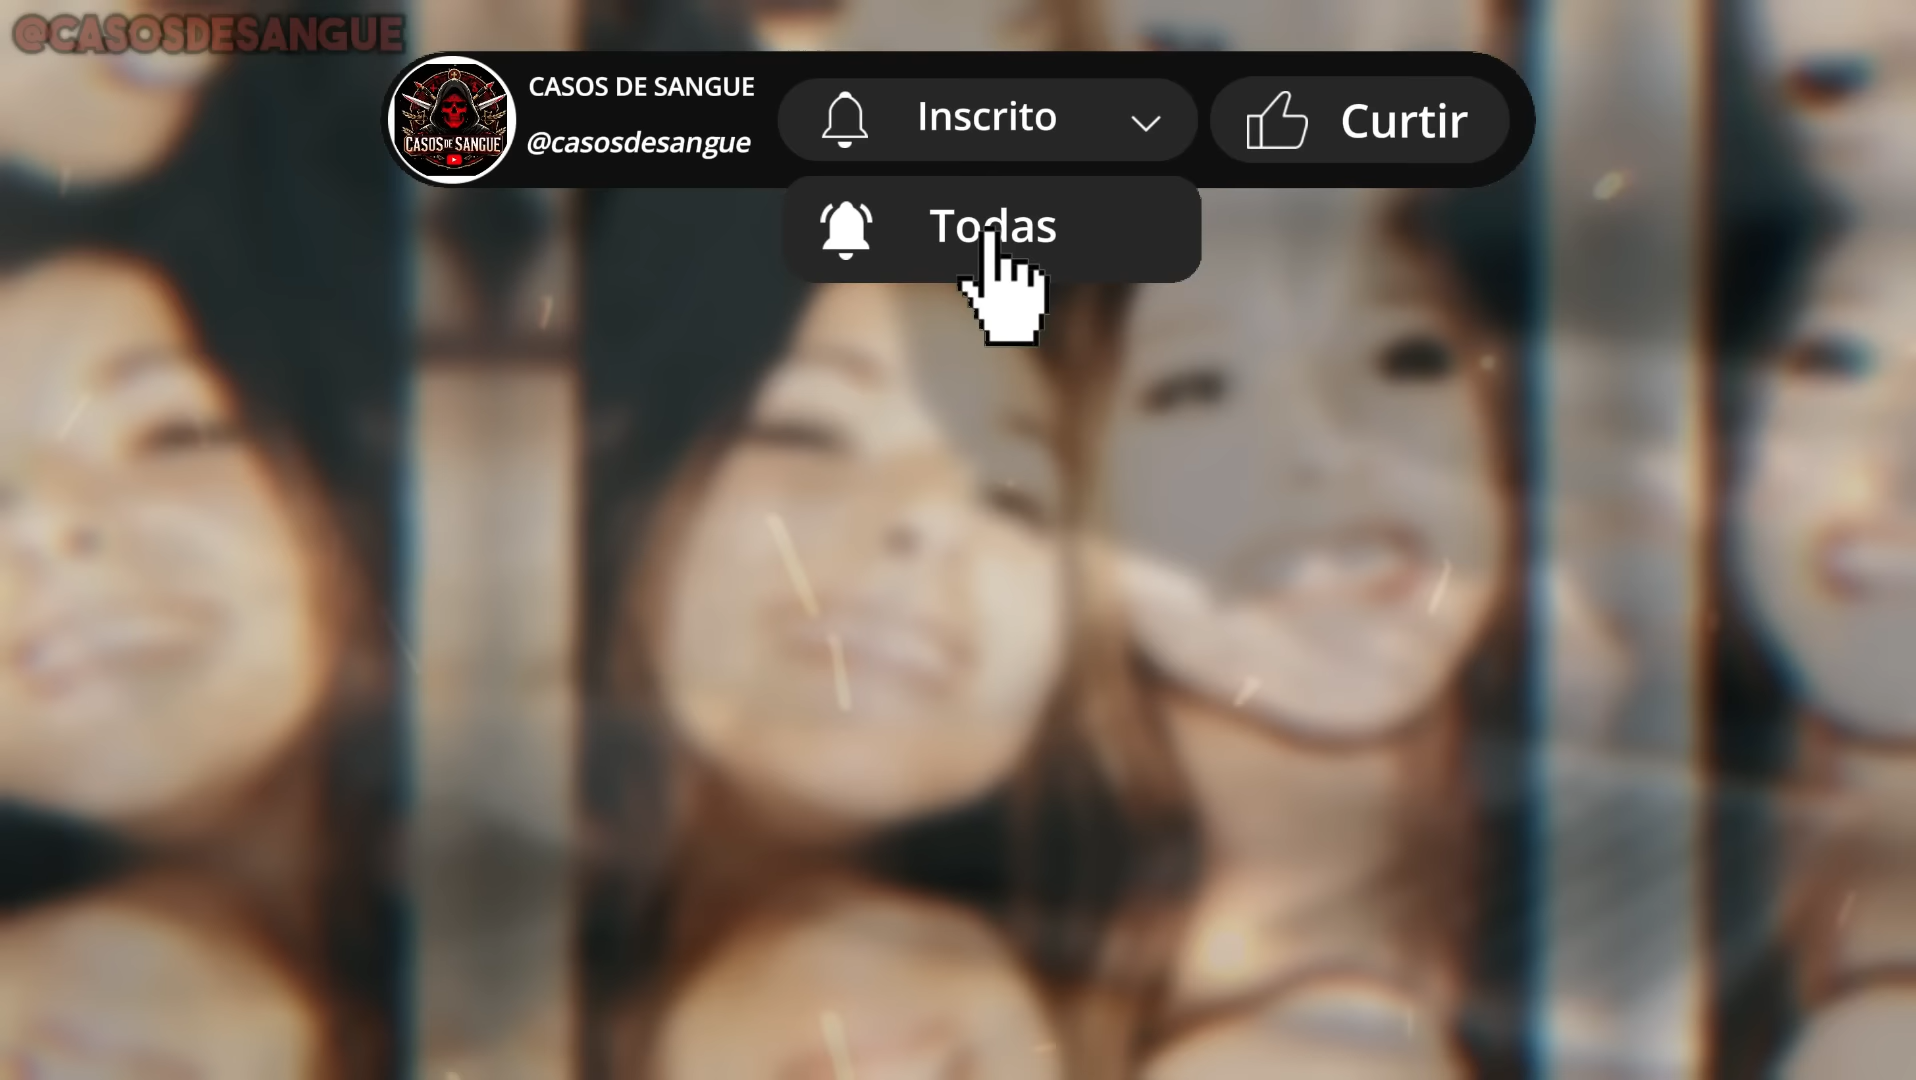 @CASOSDESANGUE
CASOS DE SANGUE
@casosdesangue
CASOS DE SANGUE
Inscrito
Curtir
Todas